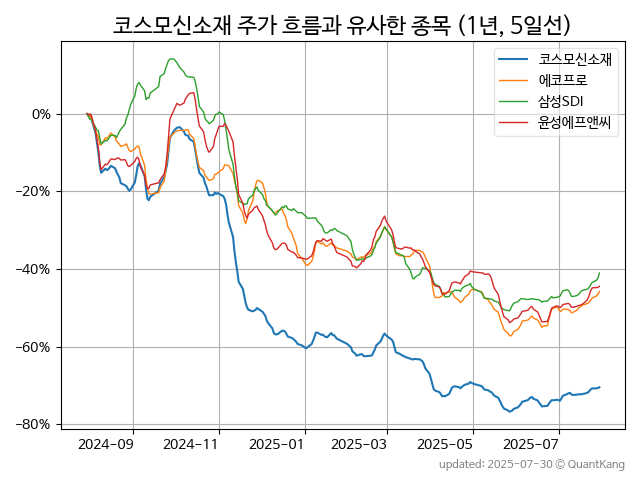 코스모신소재 주가 흐름과 유사한 종목 (1년, 5일선)
코스모신소재
에코프로
삼성SDI
윤성에프앤씨
0%
−20%
−40%
−60%
−80%
2024-09
2024-11
2025-01
2025-03
2025-05
2025-07
updated: 2025-07-30 © QuantKang